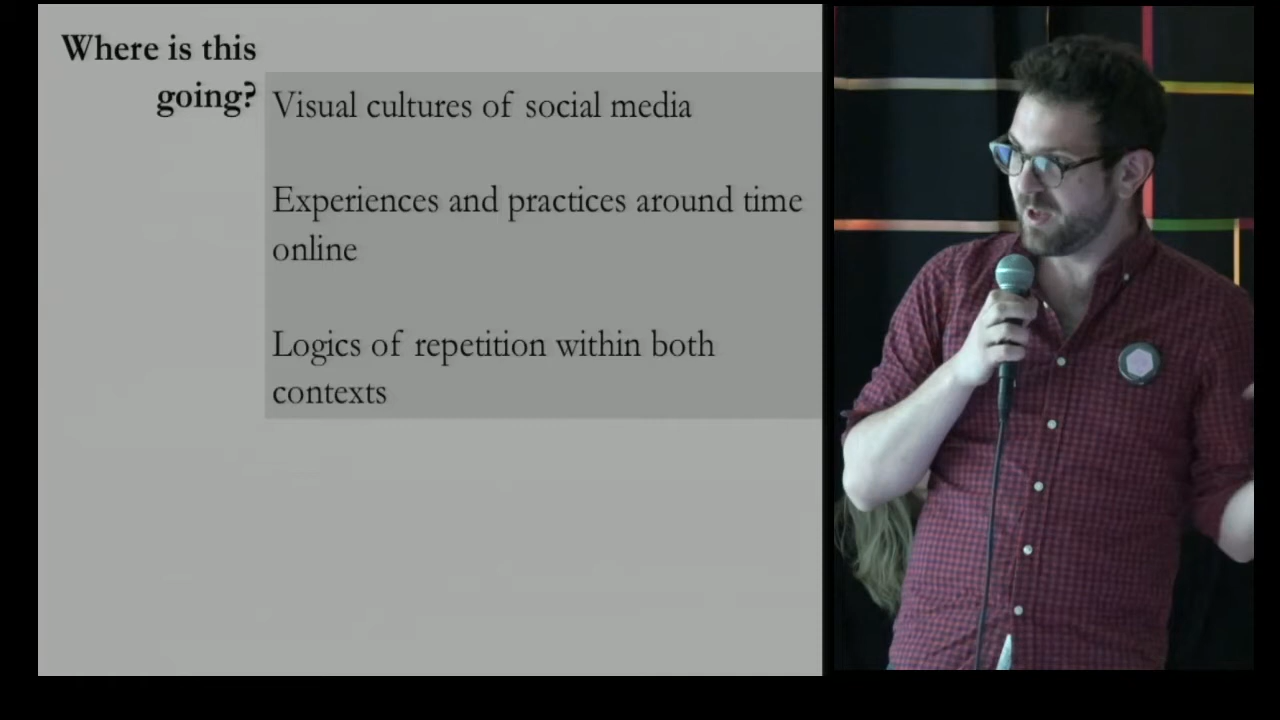 Where is this
going?
Visual cultures of social media
Experiences and practices around time
online
Logics of repetition within both
contexts